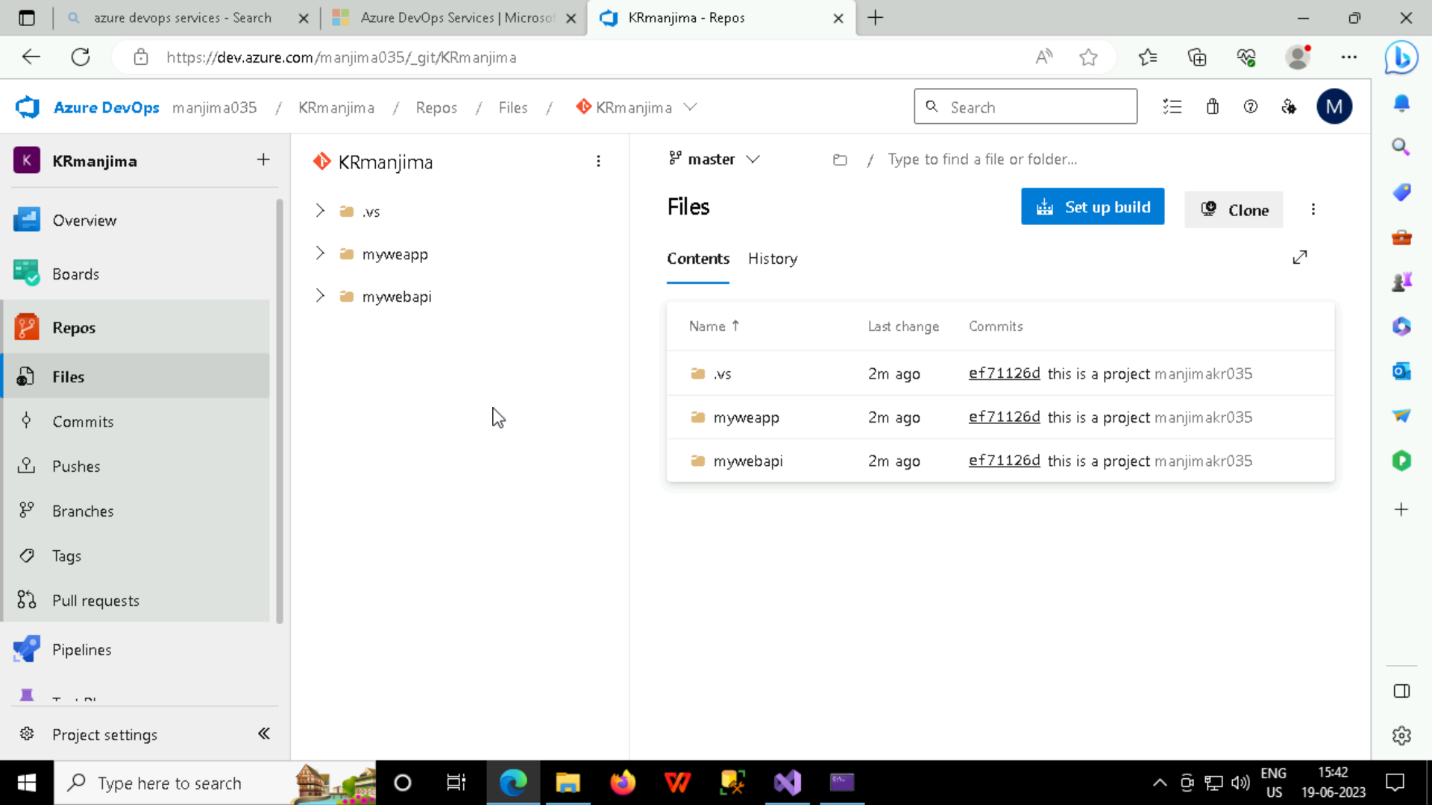 azure devops services - Search
Azure DevOps Services | Microsof
KRmanjima - Repos
https://dev.azure.com/manjima035/_git/KRmanjima
Azure DevOps manjima035 / KRmanjima / Repos / Files / KRmanjima
Search
M
K KRmanjima
Overview
Boards
Repos
Files
Commits
Pushes
Branches
Tags
Pull requests
Pipelines
Project settings
KRmanjima
.vs
myweapp
mywebapi
master
/ Type to find a file or folder...
Files
Set up build
Clone
Contents History
Name ↑ Last change Commits
.vs 2m ago ef71126d this is a project manjimakr035
myweapp 2m ago ef71126d this is a project manjimakr035
mywebapi 2m ago ef71126d this is a project manjimakr035
Type here to search
ENG
US
15:42
19-06-2023